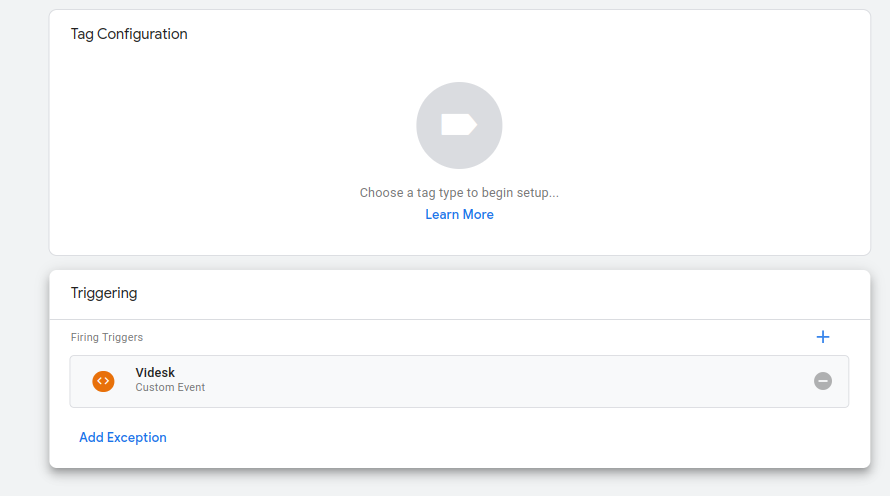 Tag Configuration
Choose a tag type to begin setup...
Learn More
Triggering
Firing Triggers
Videsk
Custom Event
Add Exception